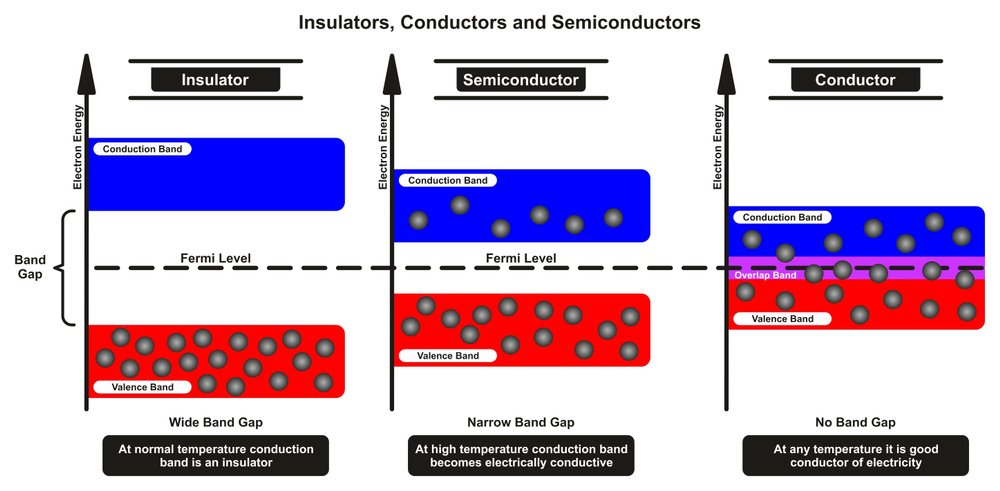 Insulators, Conductors and Semiconductors
Insulator
Electron Energy
Conduction Band
Band
Gap
Fermi Level
Valence Band
Wide Band Gap
At normal temperature conduction
band is an insulator
Semiconductor
Electron Energy
Conduction Band
Fermi Level
Valence Band
Narrow Band Gap
At high temperature conduction band
becomes electrically conductive
Conductor
Electron Energy
Conduction Band
Overlap Band
Valence Band
No Band Gap
At any temperature it is good
conductor of electricity